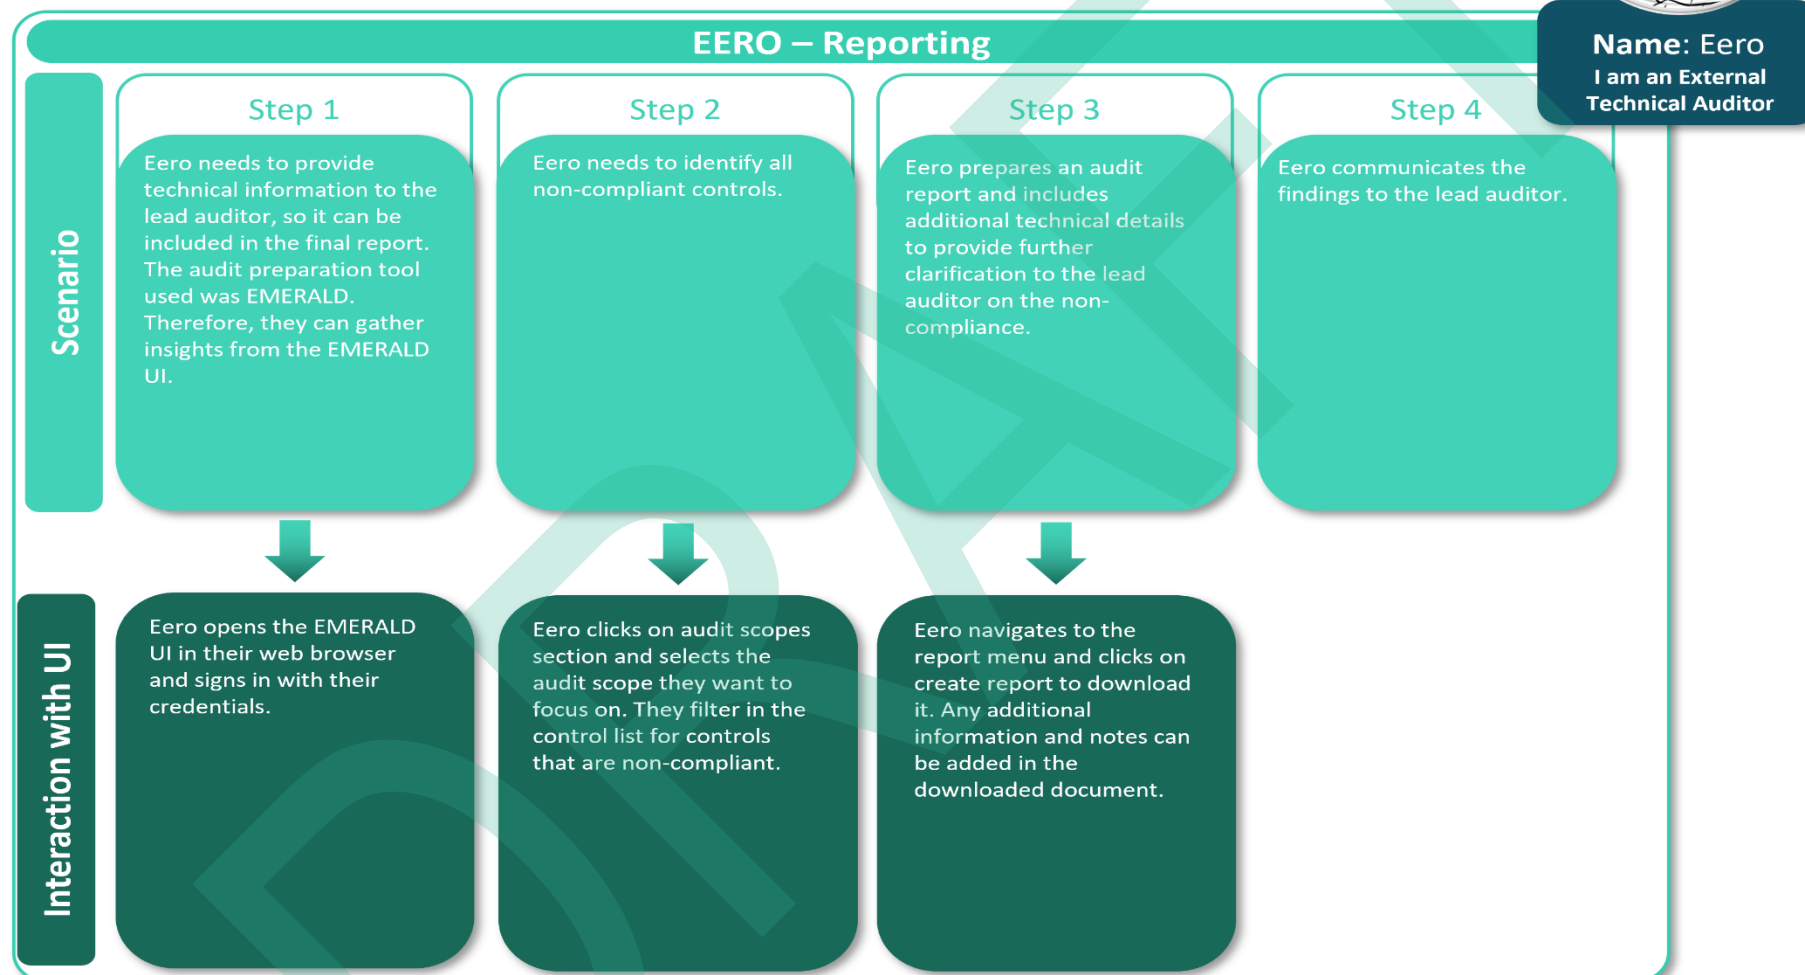 EERO – Reporting
Name: Eero
I am an External
Technical Auditor
Scenario
Step 1
Eero needs to provide
technical information to the
lead auditor, so it can be
included in the final report.
The audit preparation tool
used was EMERALD.
Therefore, they can gather
insights from the EMERALD
UI.
Step 2
Eero needs to identify all
non-compliant controls.
Step 3
Eero prepares an audit
report and includes
additional technical details
to provide further
clarification to the lead
auditor on the non-
compliance.
Step 4
Eero communicates the
findings to the lead auditor.
Interaction with UI
Eero opens the EMERALD
UI in their web browser
and signs in with their
credentials.
Eero clicks on audit scopes
section and selects the
audit scope they want to
focus on. They filter in the
control list for controls
that are non-compliant.
Eero navigates to the
report menu and clicks on
create report to download
it. Any additional
information and notes can
be added in the
downloaded document.
DRAFT